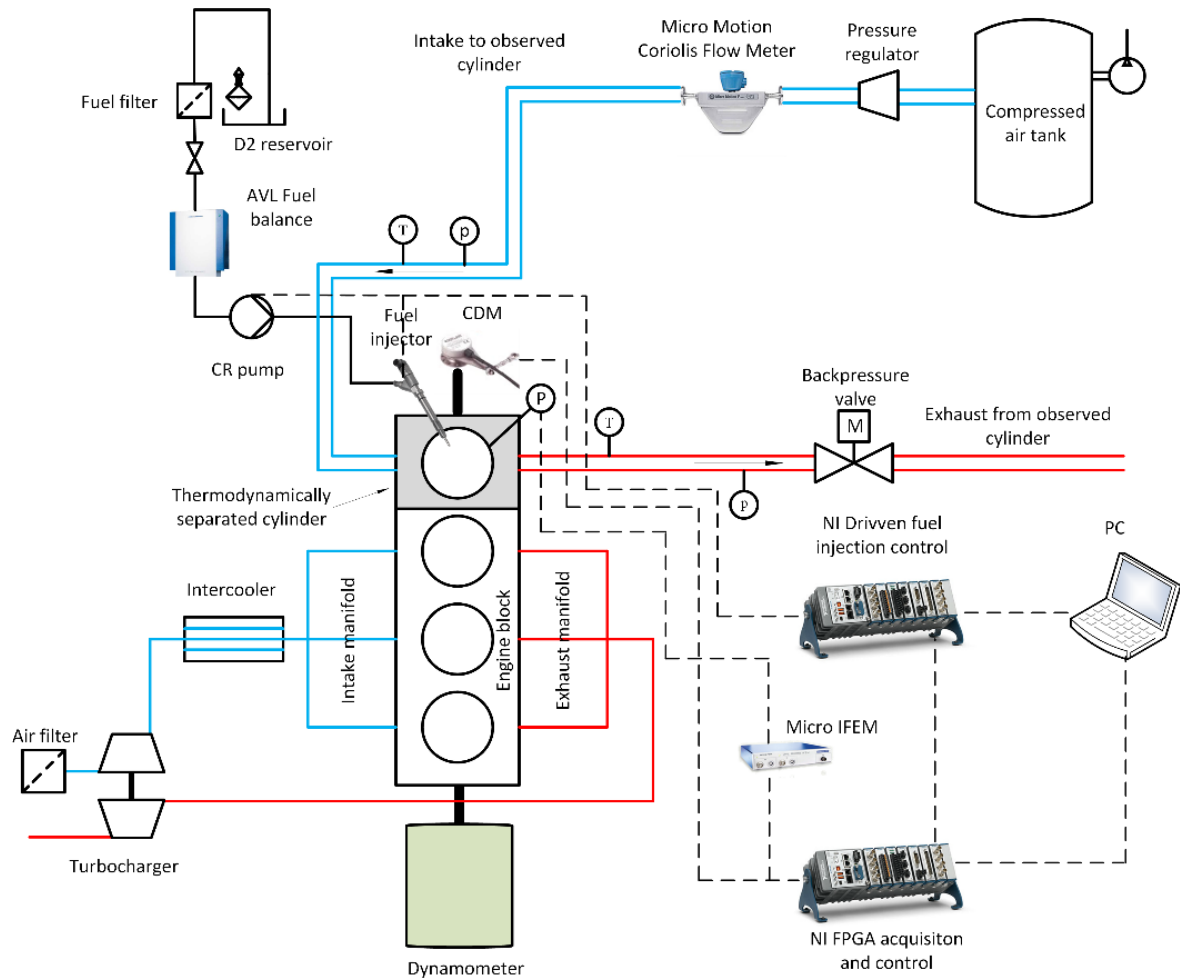 Intake to observed
cylinder
Micro Motion
Coriolis Flow Meter
Pressure
regulator
Compressed
air tank
Fuel filter
D2 reservoir
AVL Fuel
balance
T
p
Fuel
injector
CDM
CR pump
P
T
p
Backpressure
valve
M
Exhaust from observed
cylinder
Thermodynamically
separated cylinder
NI Drivven fuel
injection control
PC
Intercooler
Intake manifold
Engine block
Exhaust manifold
Air filter
Micro IFEM
Turbocharger
Dynamometer
NI FPGA acquisiton
and control